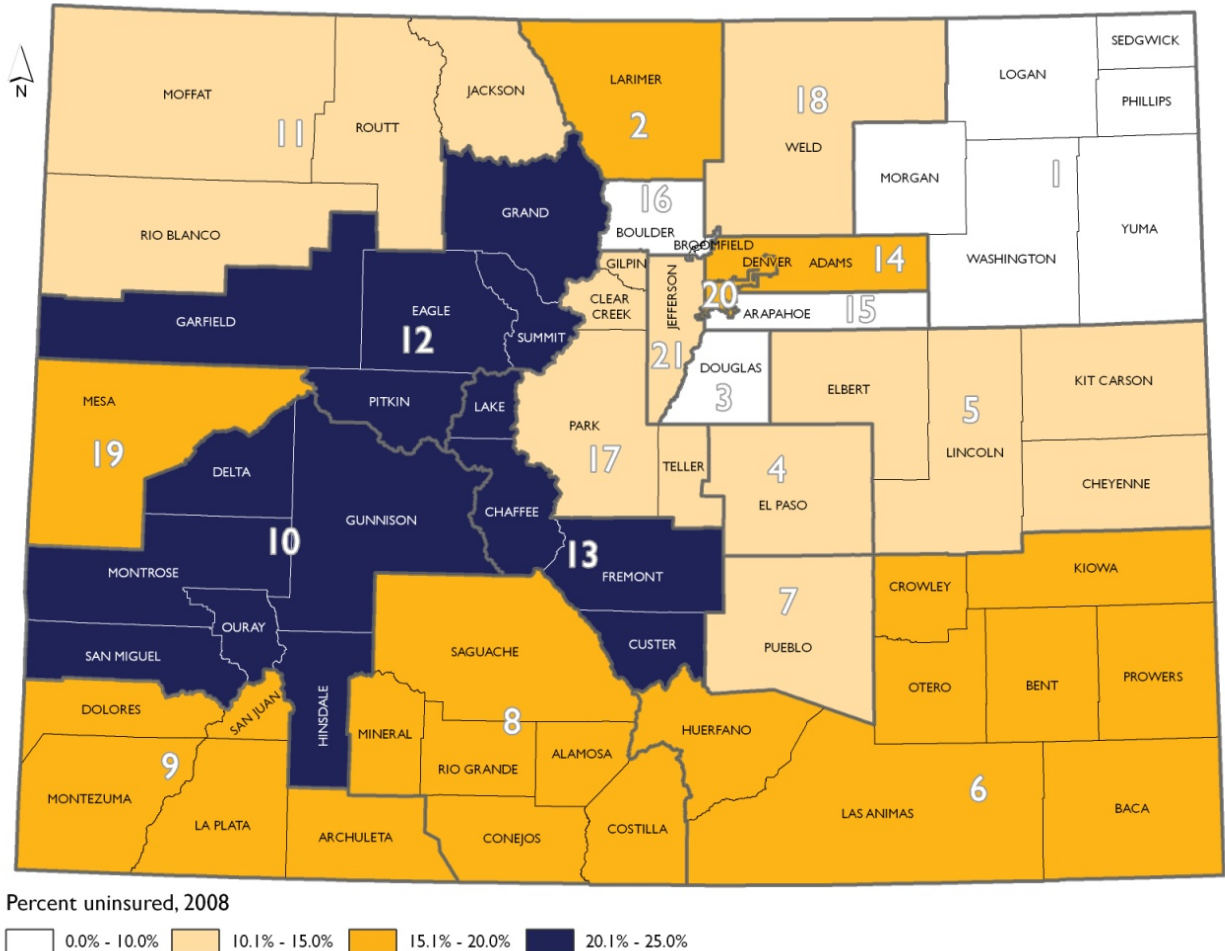 SEDGWICK
LOGAN
LARIMER
JACKSON
MOFFAT
18
PHILLIPS
2
ROUTT
11
WELD
1
MORGAN
16
GRAND
YUMA
BOULDER
RIO BLANCO
BROOMFIELD
WASHINGTON
GILPIN
DENVER
ADAMS
14
JEFFERSON
20
CLEAR
CREEK
EAGLE
ARAPAHOE
15
GARFIELD
12
SUMMIT
21
DOUGLAS
3
KIT CARSON
ELBERT
MESA
PITKIN
LAKE
5
PARK
19
17
LINCOLN
TELLER
4
DELTA
CHEYENNE
EL PASO
CHAFFEE
GUNNISON
10
13
MONTROSE
FREMONT
KIOWA
CROWLEY
7
OURAY
CUSTER
PUEBLO
SAGUACHE
SAN MIGUEL
PROWERS
BENT
OTERO
DOLORES
SAN JUAN
HINSDALE
8
HUERFANO
MINERAL
ALAMOSA
9
RIO GRANDE
6
MONTEZUMA
BACA
LAS ANIMAS
LA PLATA
COSTILLA
ARCHULETA
CONEJOS
N
Percent uninsured, 2008
0.0% - 10.0%
10.1% - 15.0%
15.1% - 20.0%
20.1% - 25.0%